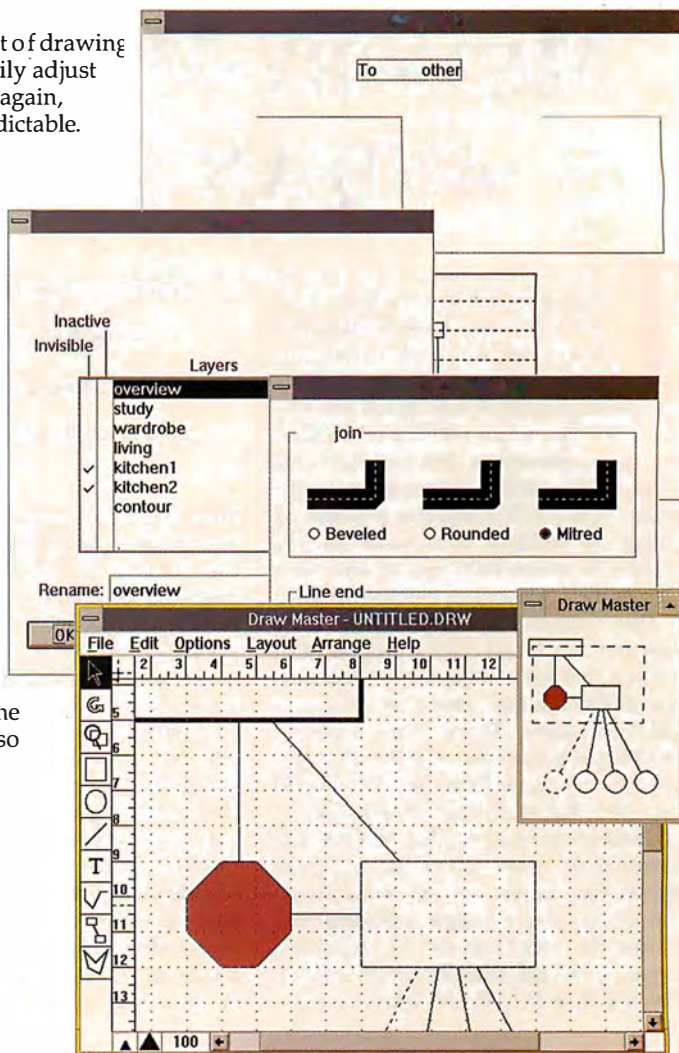 t of drawing
ily adjust
again,
dictable.
To other
Inactive
Invisible
Layers
overview
study
wardrobe
living
kitchen1
kitchen2
contour
Rename: overview
OK
join
Beveled Rounded Mitred
Line end
Draw Master - UNTITLED.DRW
File Edit Options Layout Arrange Help
2 3 4 5 6 7 8 9 10 11 12
5
6
7
8
9
10
11
12
13
T
100
Draw Master
ne
so